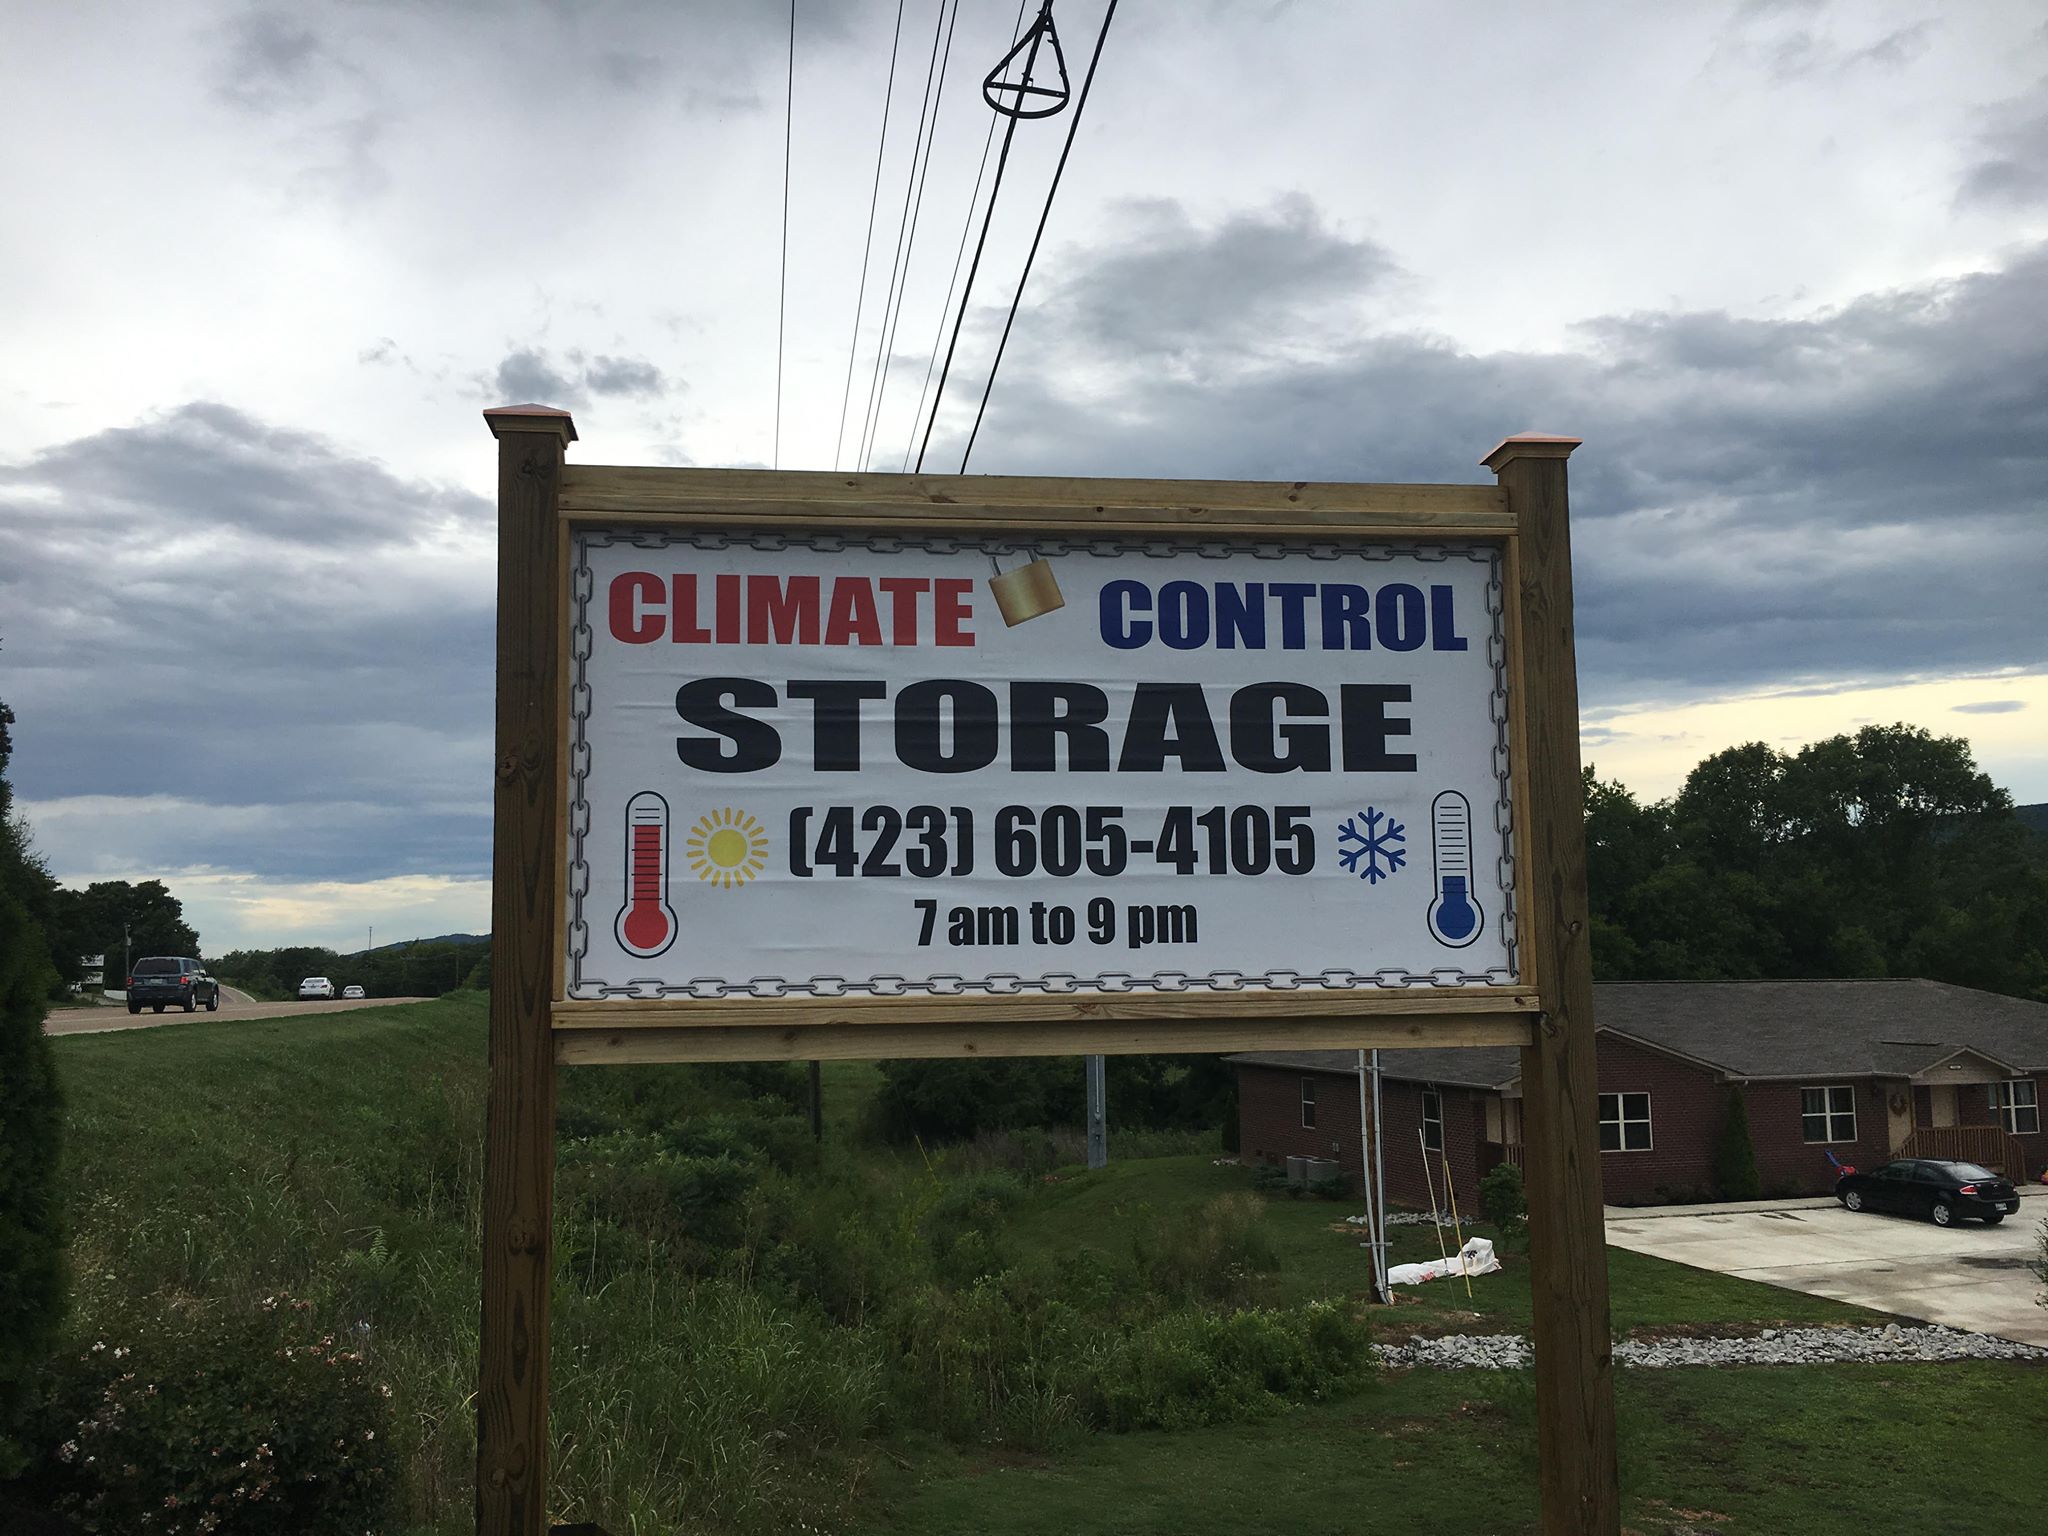 CLIMATE CONTROL
STORAGE
(423) 605-4105
7 am to 9 pm